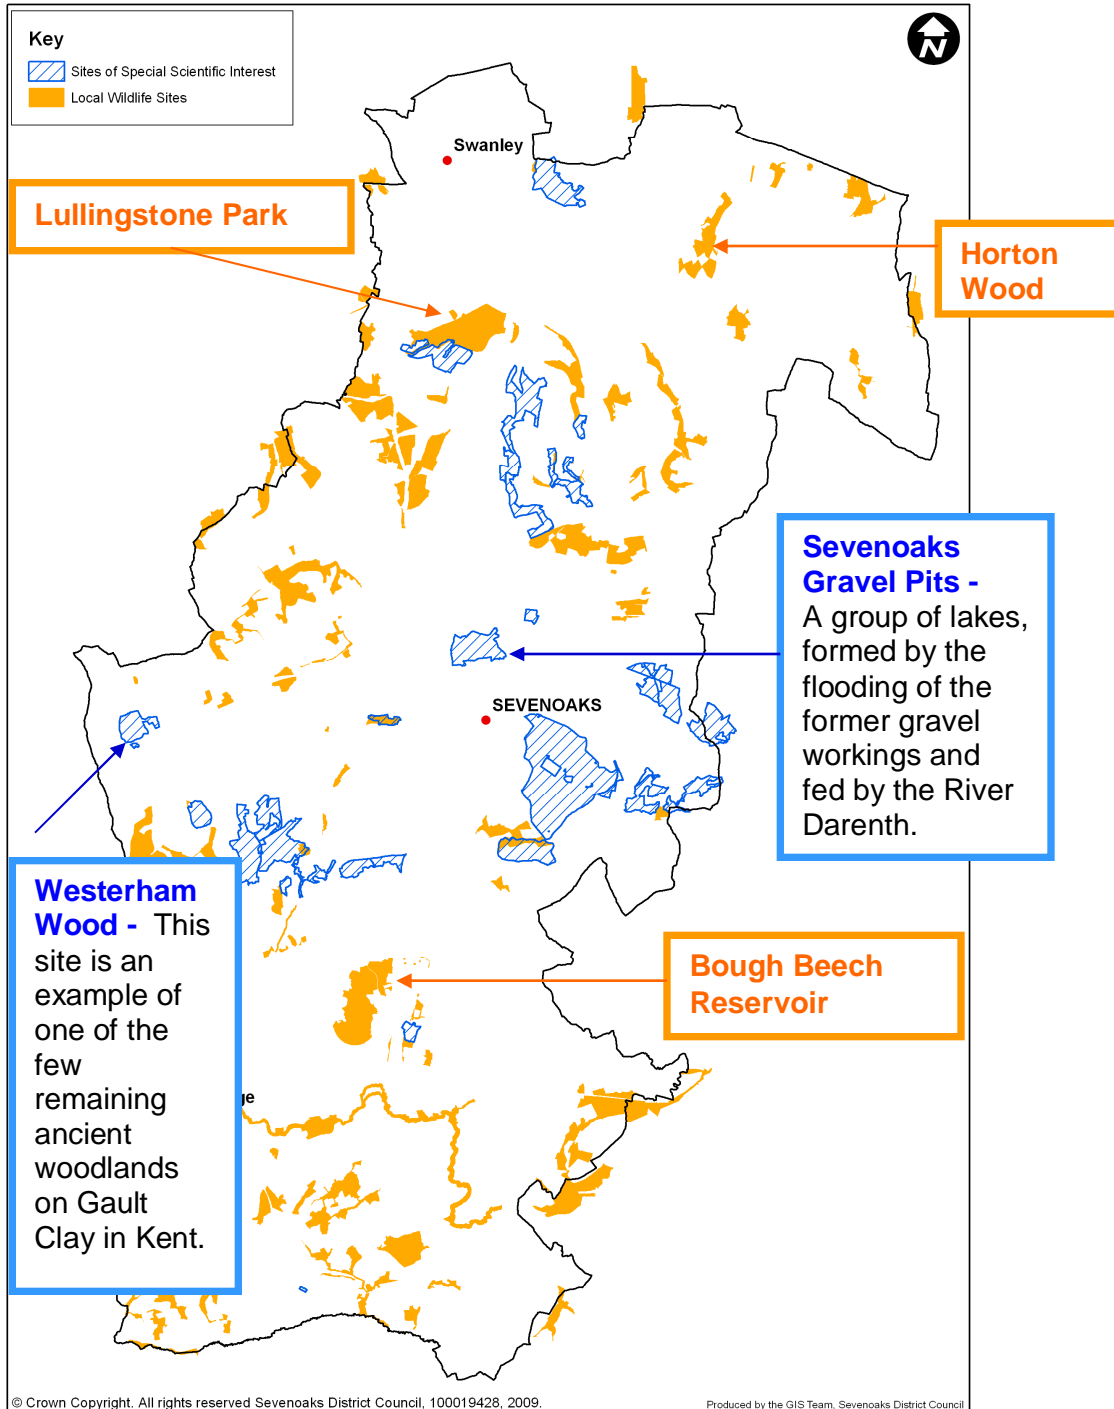 Key
Sites of Special Scientific Interest
Local Wildlife Sites
N
Swanley
Lullingstone Park
Horton
Wood
Sevenoaks
Gravel Pits -
A group of lakes,
formed by the
flooding of the
former gravel
workings and
fed by the River
Darenth.
SEVENOAKS
Westerham
Wood - This
site is an
example of
one of the
few
remaining
ancient
woodlands
on Gault
Clay in Kent.
Bough Beech
Reservoir
ge
© Crown Copyright. All rights reserved Sevenoaks District Council, 100019428, 2009.
Produced by the GIS Team, Sevenoaks District Council